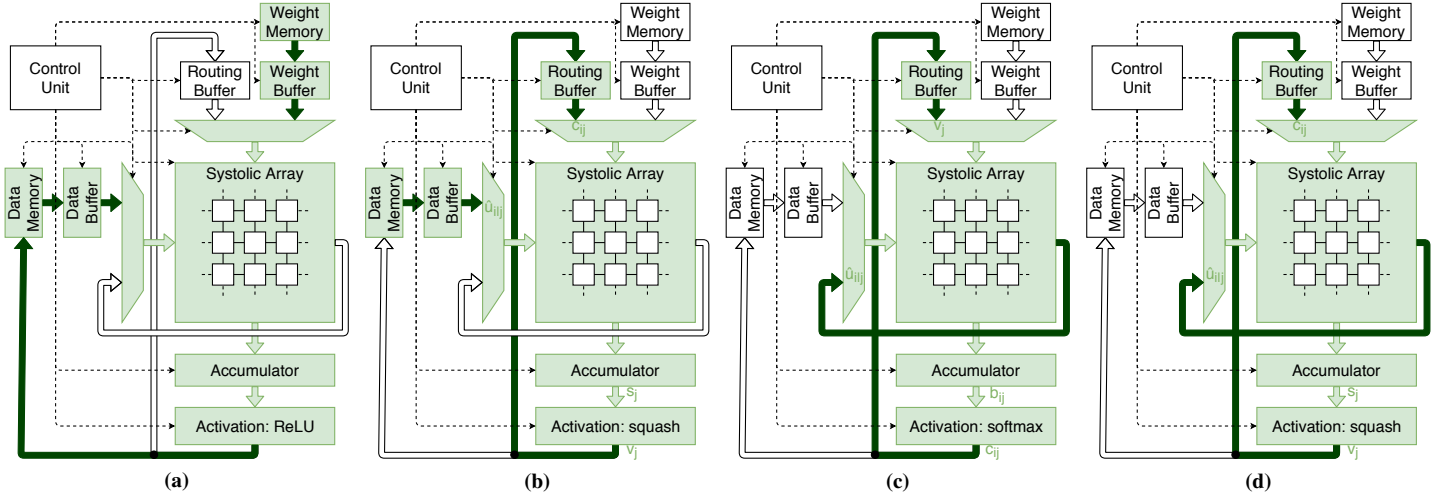 Weight
Memory
Control
Unit
Routing
Buffer
Weight
Buffer
Data
Memory
Data
Buffer
Systolic Array
Accumulator
Activation: ReLU
(a)
Weight
Memory
Control
Unit
Routing
Buffer
Weight
Buffer
c_ij
Data
Memory
Data
Buffer
û_i|j
Systolic Array
Accumulator
s_j
Activation: squash
v_j
(b)
Weight
Memory
Control
Unit
Routing
Buffer
Weight
Buffer
v_j
Data
Memory
Data
Buffer
û_i|j
Systolic Array
Accumulator
b_ij
Activation: softmax
c_ij
(c)
Weight
Memory
Control
Unit
Routing
Buffer
Weight
Buffer
c_ij
Data
Memory
Data
Buffer
û_i|j
Systolic Array
Accumulator
s_j
Activation: squash
v_j
(d)